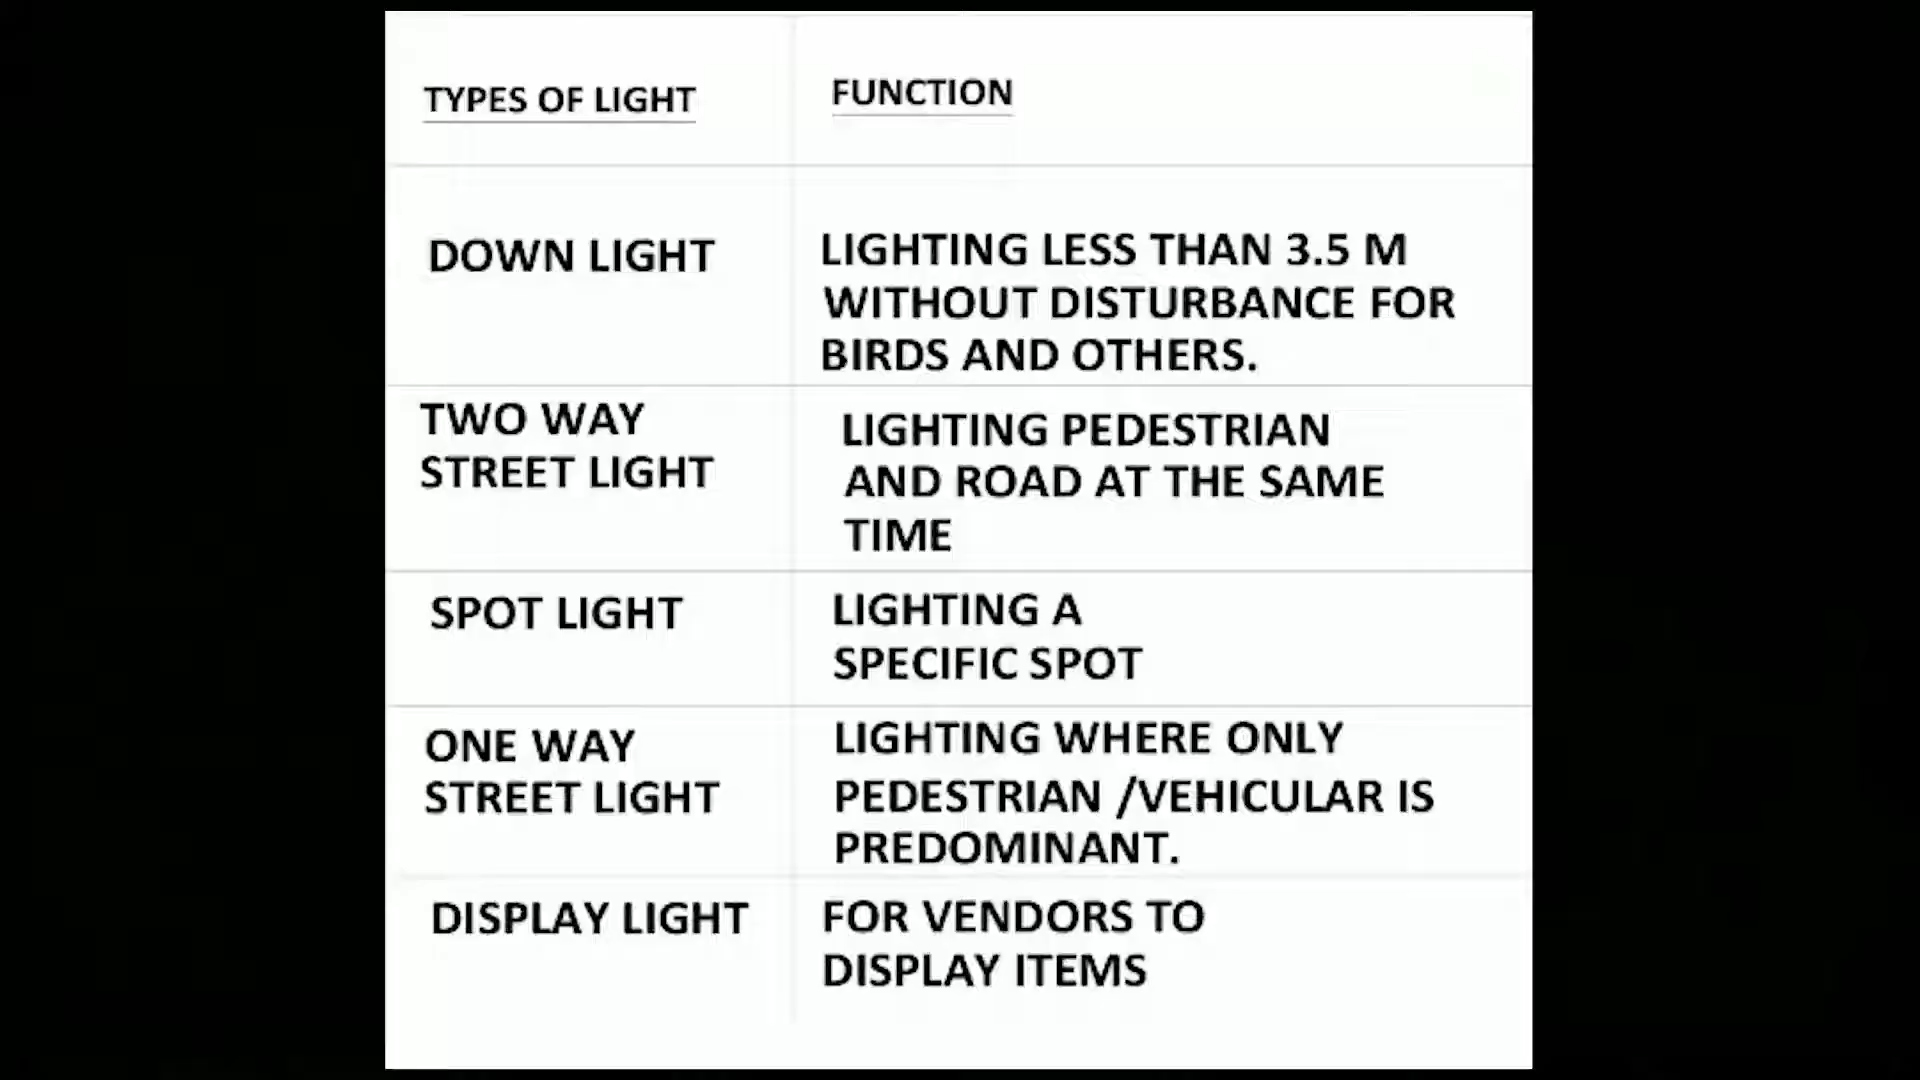 TYPES OF LIGHT
FUNCTION
DOWN LIGHT
LIGHTING LESS THAN 3.5 M
WITHOUT DISTURBANCE FOR
BIRDS AND OTHERS.
TWO WAY
STREET LIGHT
LIGHTING PEDESTRIAN
AND ROAD AT THE SAME
TIME
SPOT LIGHT
LIGHTING A
SPECIFIC SPOT
ONE WAY
STREET LIGHT
LIGHTING WHERE ONLY
PEDESTRIAN /VEHICULAR IS
PREDOMINANT.
DISPLAY LIGHT
FOR VENDORS TO
DISPLAY ITEMS